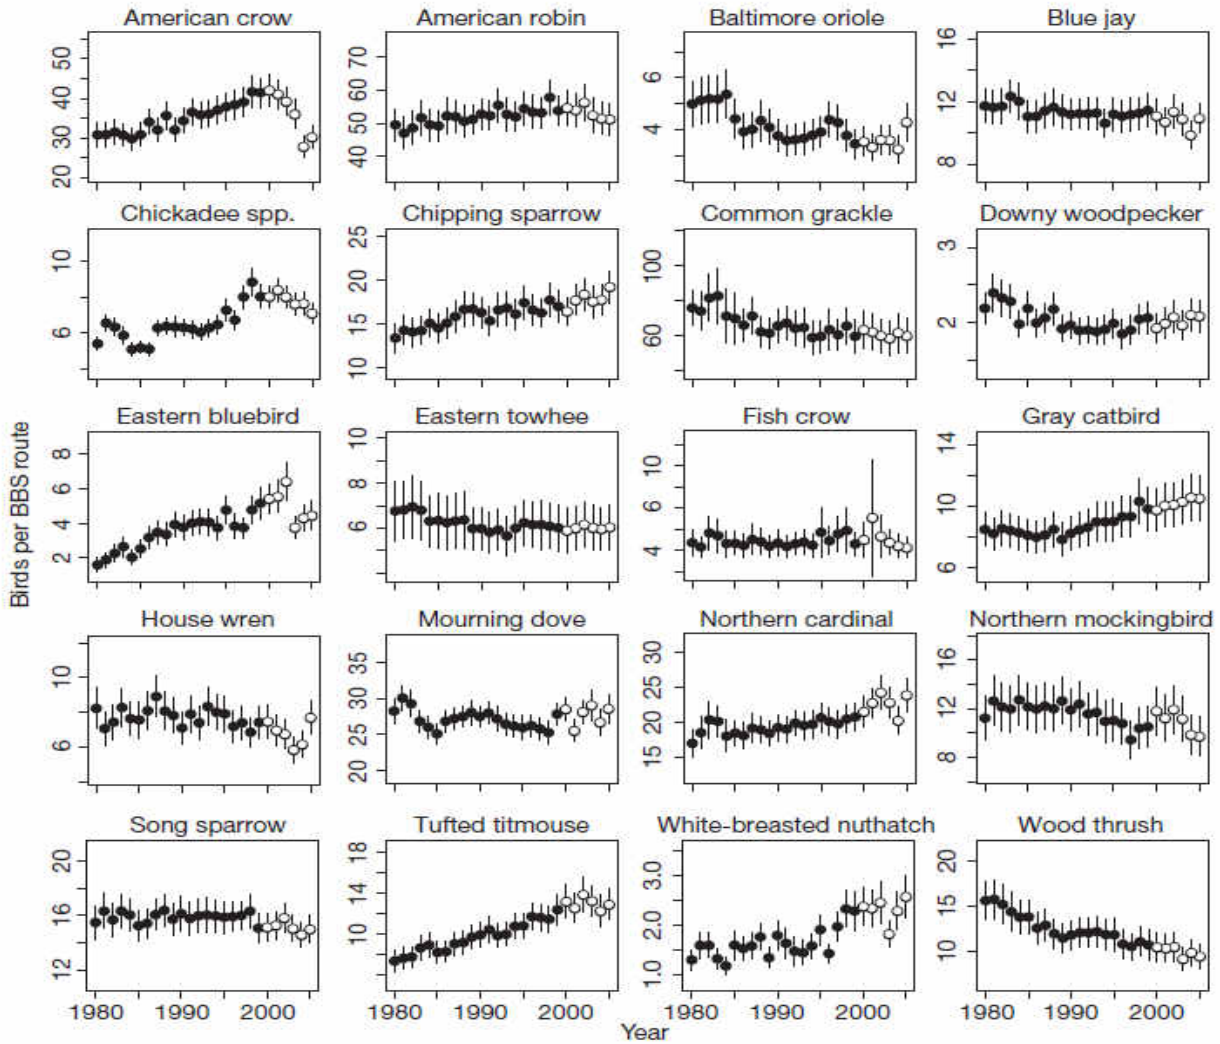 American crow American robin Baltimore oriole Blue jay
50 40 30 20
70 60 50 40
6 4
16 12 8
Chickadee spp. Chipping sparrow Common grackle Downy woodpecker
10 6
25 20 15 10
100 60
3 2
Eastern bluebird Eastern towhee Fish crow Gray catbird
8 6 4 2
10 8 6
10 6 4
14 10 6
Birds per BBS route
House wren Mourning dove Northern cardinal Northern mockingbird
10 6
35 30 25 20
30 25 20 15
16 12 8
Song sparrow Tufted titmouse White-breasted nuthatch Wood thrush
20 16 12
18 14 10
3.0 2.0 1.0
20 15 10
1980 1990 2000 1980 1990 2000 1980 1990 2000 1980 1990 2000
Year